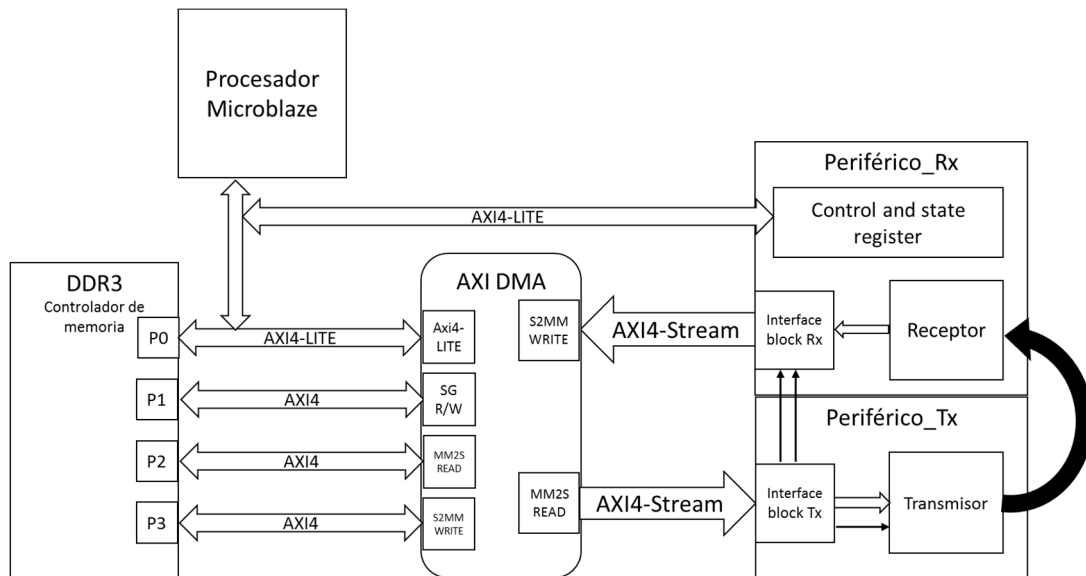 Procesador
Microblaze
AXI4-LITE
Periférico_Rx
Control and state
register
DDR3
Controlador de
memoria
P0
P1
P2
P3
AXI4-LITE
AXI4
AXI4
AXI4
AXI DMA
Axi4-
LITE
SG
R/W
MM2S
READ
S2MM
WRITE
S2MM
WRITE
MM2S
READ
AXI4-Stream
Interface
block Rx
Receptor
Periférico_Tx
AXI4-Stream
Interface
block Tx
Transmisor